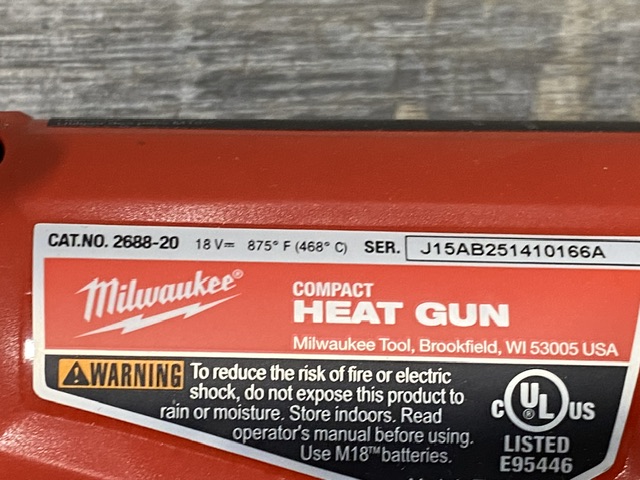 CAT.NO. 2688-20 18 V⎓ 875° F (468° C) SER. J15AB251410166A
Milwaukee®
COMPACT
HEAT GUN
Milwaukee Tool, Brookfield, WI 53005 USA
⚠WARNING To reduce the risk of fire or electric
shock, do not expose this product to
rain or moisture. Store indoors. Read
operator's manual before using.
Use M18™batteries.
C UL® US
LISTED
E95446